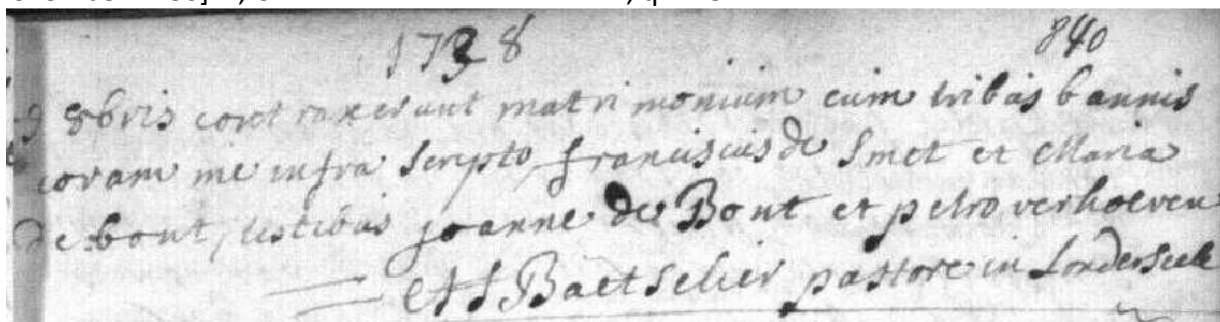 1738 840
9 8bris contraxerunt matrimonium cum tribus bannis
coram me infra scripto, franciscus de Smet et Maria
de bont, testibus joanne de Bont et petro verhoeven
Baetselier pastore in Londerseele